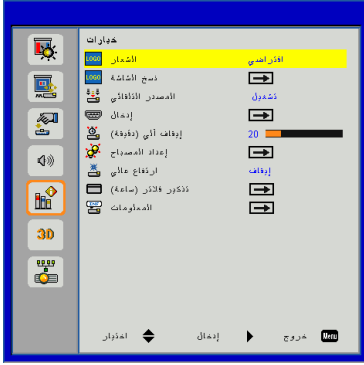 خيارات
LOGO الشعار افتراضي
LOGO نسخ الشاشة
المصدر التلقائي تشغيل
إدخال
إيقاف آلي (دقيقة) 20
إعداد المصباح
ارتفاع عالي إيقاف
تذكير فلاتر (ساعة)
المعلومات
3D
اختيار إدخال خروج Menu